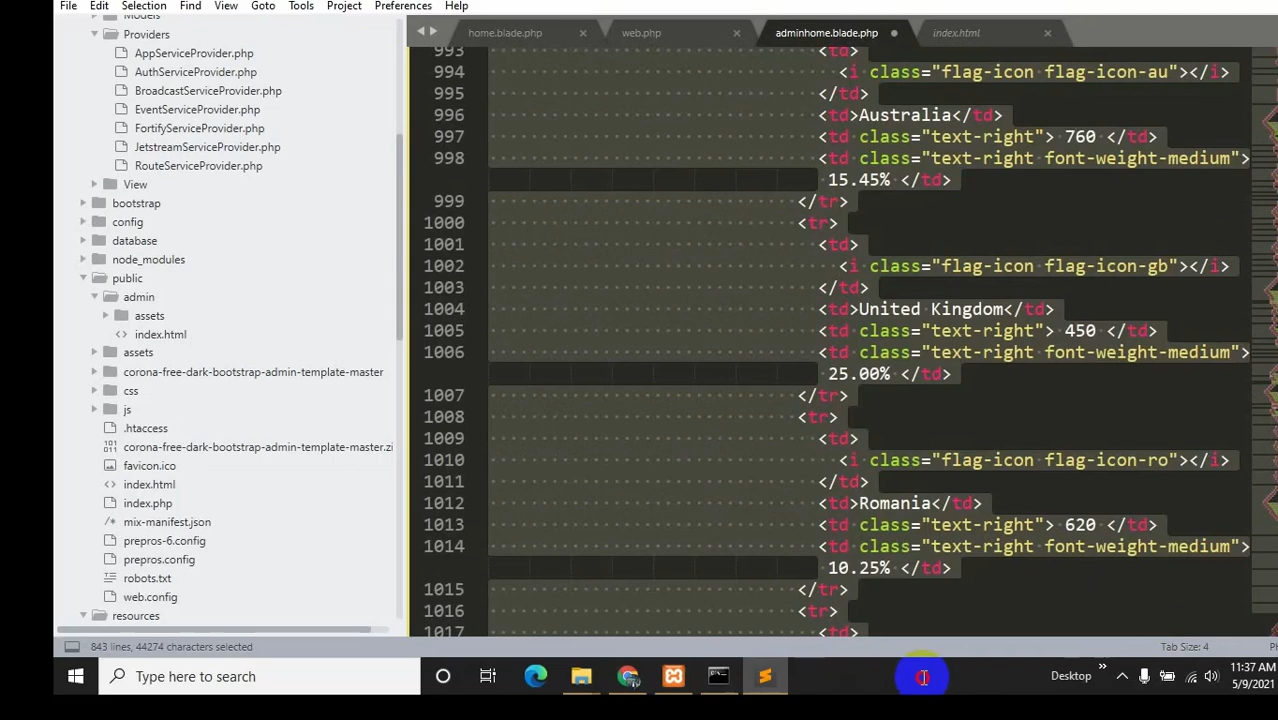 File Edit Selection Find View Goto Tools Project Preferences Help
Models
Providers
AppServiceProvider.php
AuthServiceProvider.php
BroadcastServiceProvider.php
EventServiceProvider.php
FortifyServiceProvider.php
JetstreamServiceProvider.php
RouteServiceProvider.php
View
bootstrap
config
database
node_modules
public
admin
assets
<> index.html
assets
corona-free-dark-bootstrap-admin-template-master
css
js
.htaccess
corona-free-dark-bootstrap-admin-template-master.zi
favicon.ico
<> index.html
index.php
/* mix-manifest.json
prepros-6.config
prepros.config
robots.txt
web.config
resources
home.blade.php × web.php × adminhome.blade.php • index.html ×
993 <td>
994 <i class="flag-icon flag-icon-au"></i>
995 </td>
996 <td>Australia</td>
997 <td class="text-right"> 760 </td>
998 <td class="text-right font-weight-medium">
15.45% </td>
999 </tr>
1000 <tr>
1001 <td>
1002 <i class="flag-icon flag-icon-gb"></i>
1003 </td>
1004 <td>United Kingdom</td>
1005 <td class="text-right"> 450 </td>
1006 <td class="text-right font-weight-medium">
25.00% </td>
1007 </tr>
1008 <tr>
1009 <td>
1010 <i class="flag-icon flag-icon-ro"></i>
1011 </td>
1012 <td>Romania</td>
1013 <td class="text-right"> 620 </td>
1014 <td class="text-right font-weight-medium">
10.25% </td>
1015 </tr>
1016 <tr>
1017 <td>
843 lines, 44274 characters selected
Tab Size: 4
Type here to search
Desktop
11:37 AM
5/9/2021